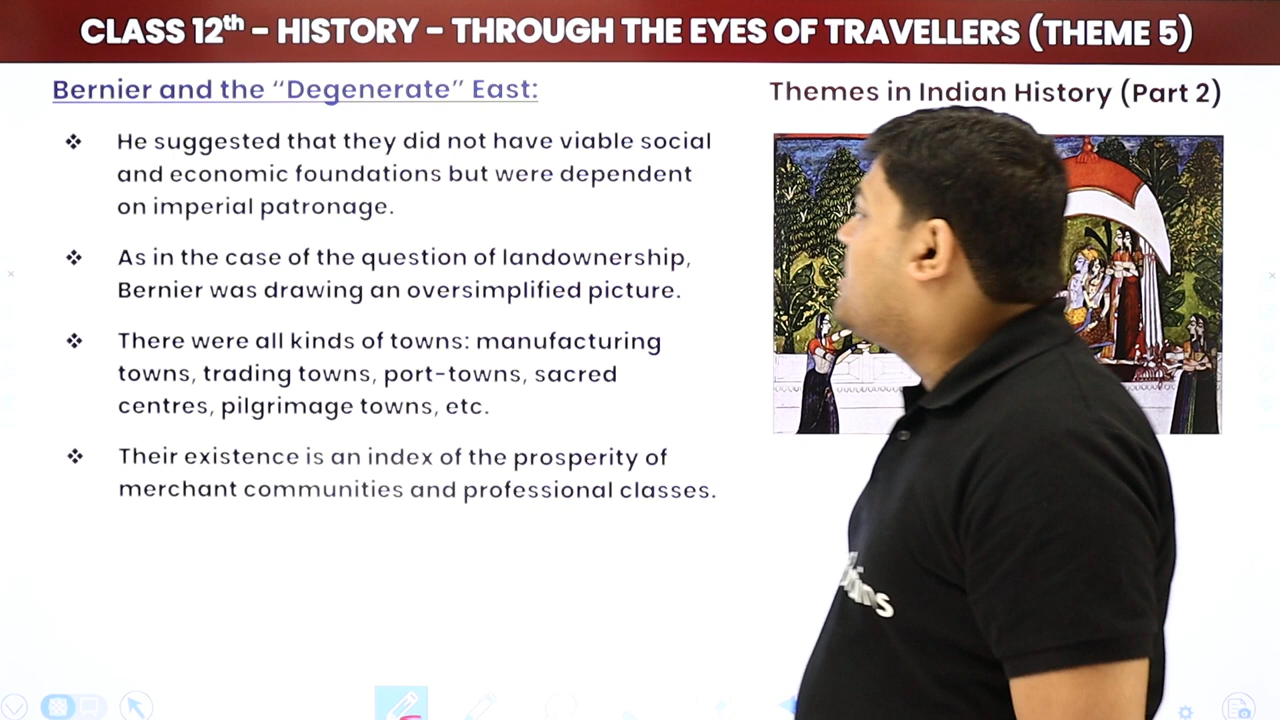 CLASS 12th – HISTORY – THROUGH THE EYES OF TRAVELLERS (THEME 5)
Bernier and the “Degenerate” East:
Themes in Indian History (Part 2)
❖ He suggested that they did not have viable social
and economic foundations but were dependent
on imperial patronage.
❖ As in the case of the question of landownership,
Bernier was drawing an oversimplified picture.
❖ There were all kinds of towns: manufacturing
towns, trading towns, port-towns, sacred
centres, pilgrimage towns, etc.
❖ Their existence is an index of the prosperity of
merchant communities and professional classes.